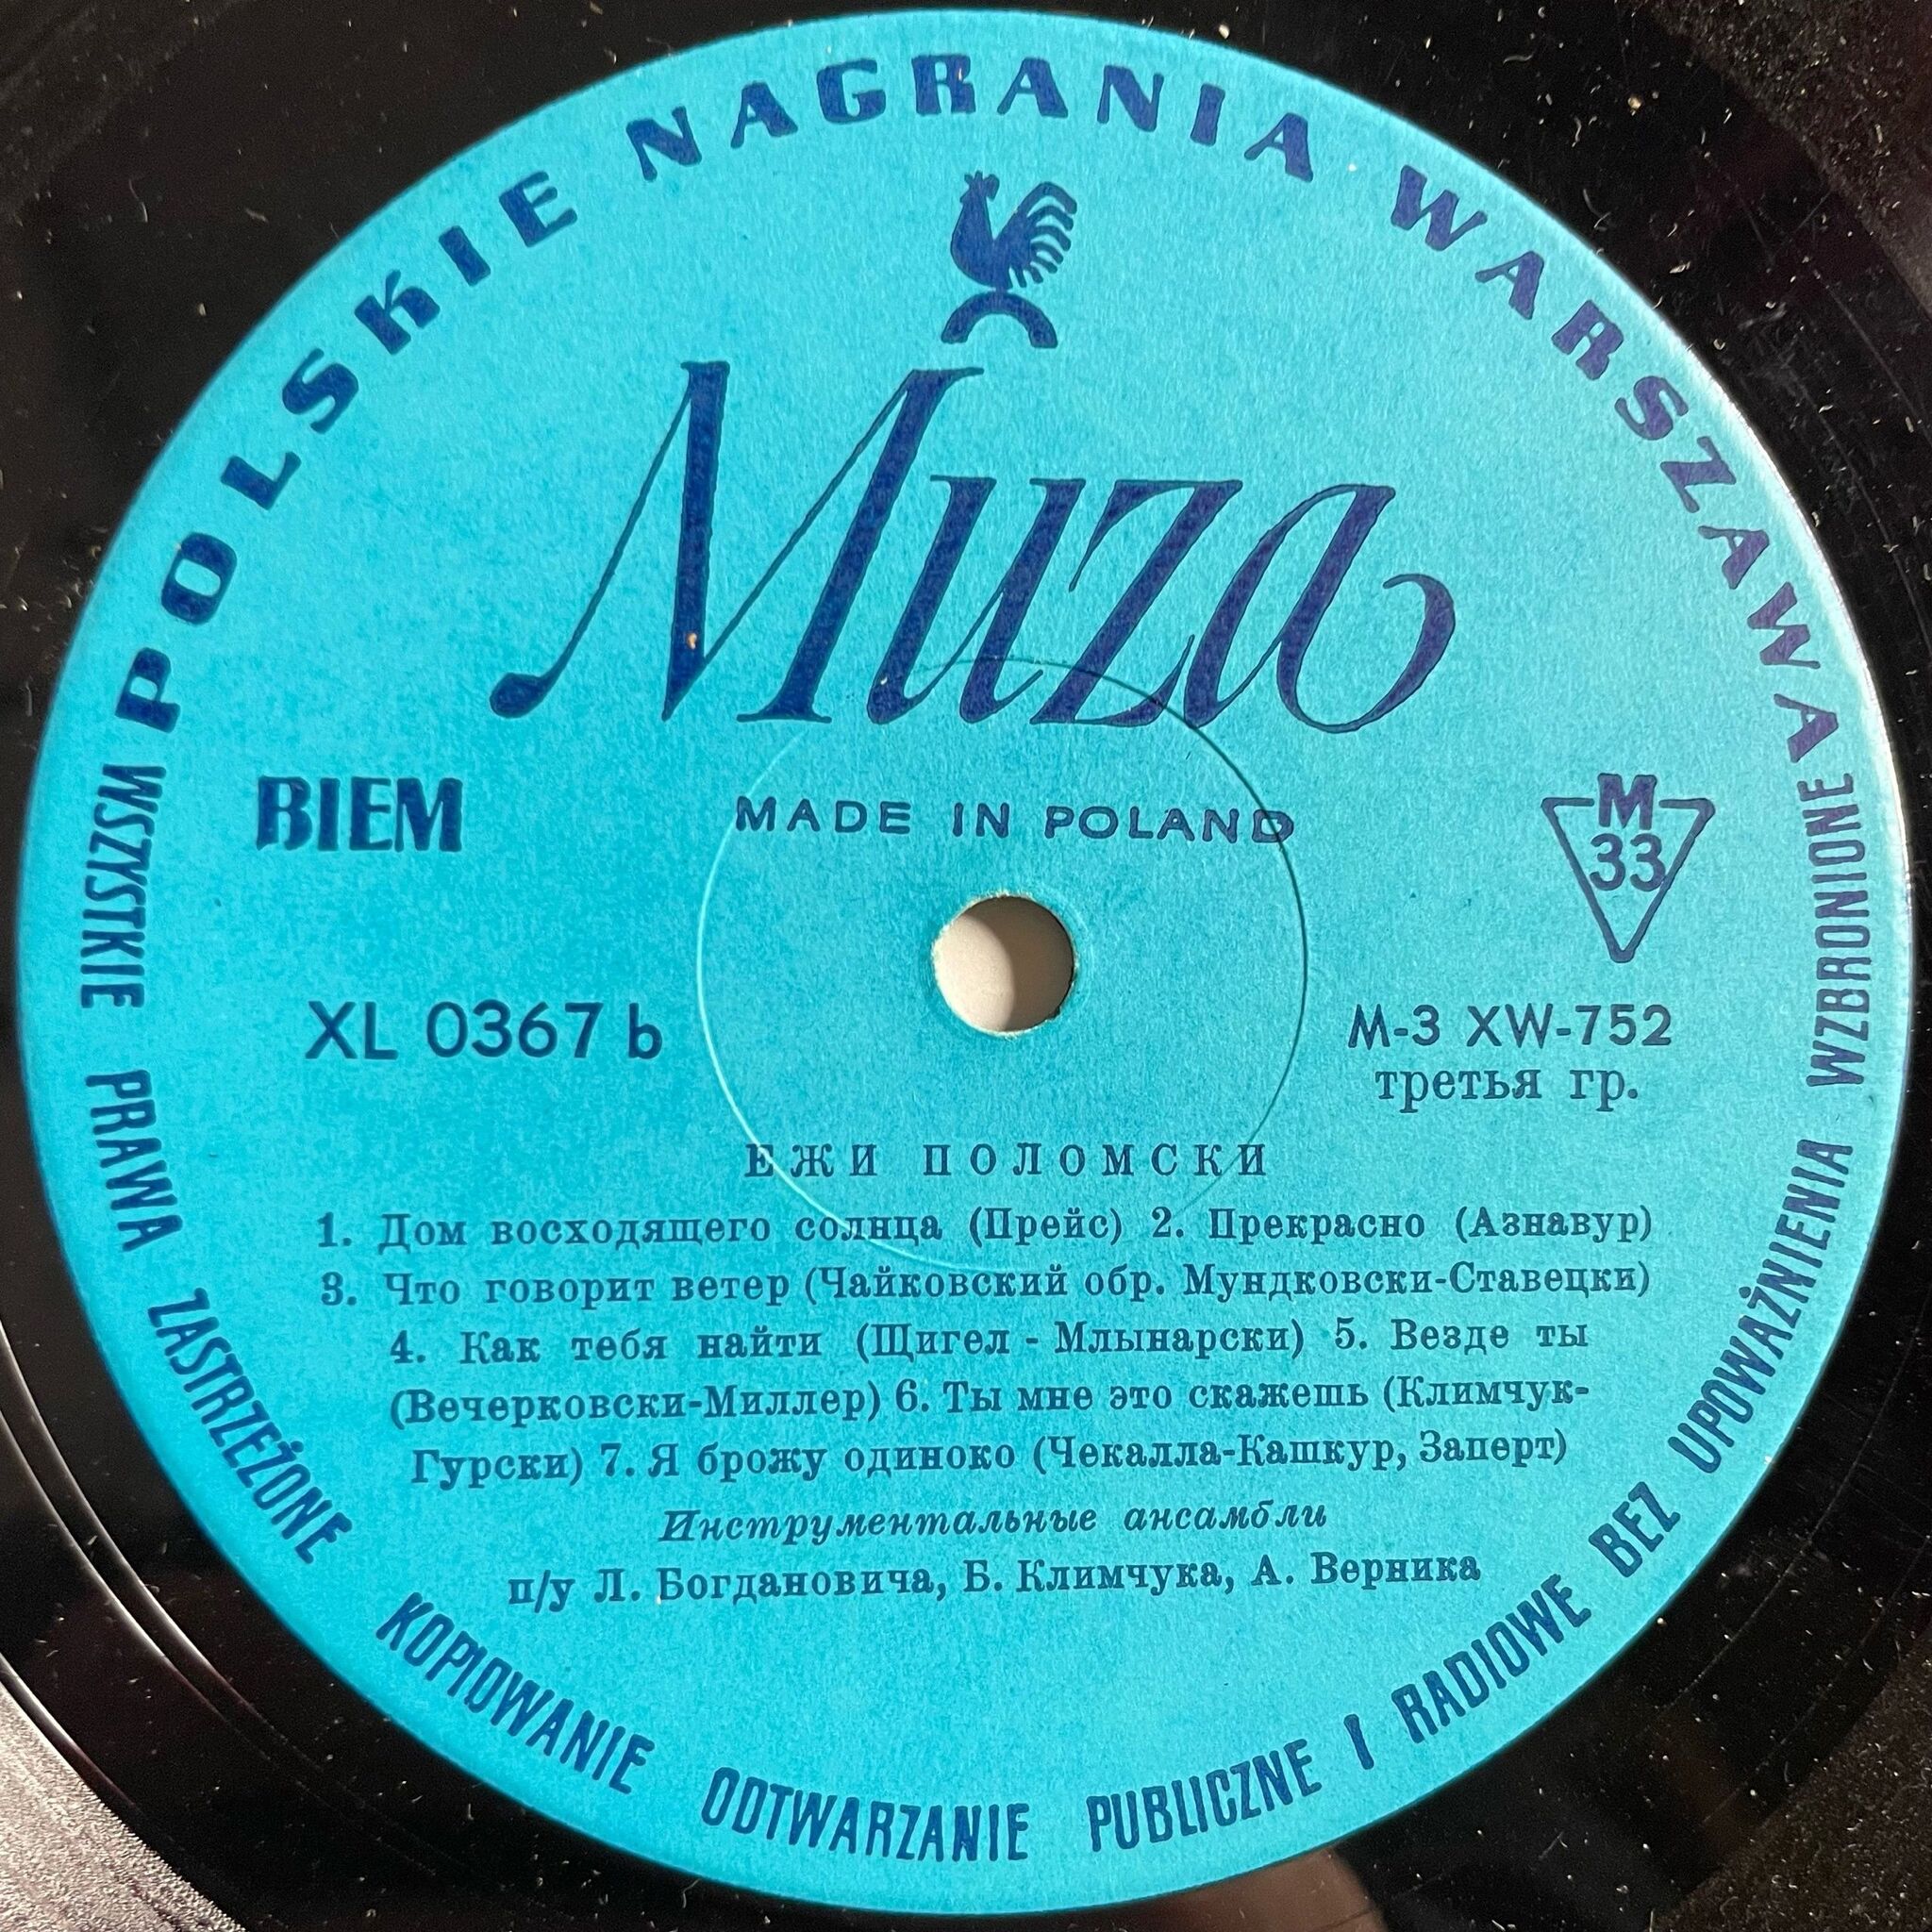 POLSKIE NAGRANIA WARSZAWA
Muza
BIEM
MADE IN POLAND
M
33
XL 0367 b
M-3 XW-752
третья гр.
ЕЖИ ПОЛОМСКИ
1. Дом восходящего солнца (Прейс) 2. Прекрасно (Азнавур)
3. Что говорит ветер (Чайковский обр. Мундковски-Ставецки)
4. Как тебя найти (Щигел - Млынарски) 5. Везде ты
(Вечерковски-Миллер) 6. Ты мне это скажешь (Климчук-
Гурски) 7. Я брожу одиноко (Чекалла-Кашкур, Заперт)
Инструментальные ансамбли
п/у Л. Богдановича, Б. Климчука, А. Верника
WSZYSTKIE PRAWA ZASTRZEŻONE KOPIOWANIE ODTWARZANIE PUBLICZNE I RADIOWE BEZ UPOWAŻNIENIA WZBRONIONE